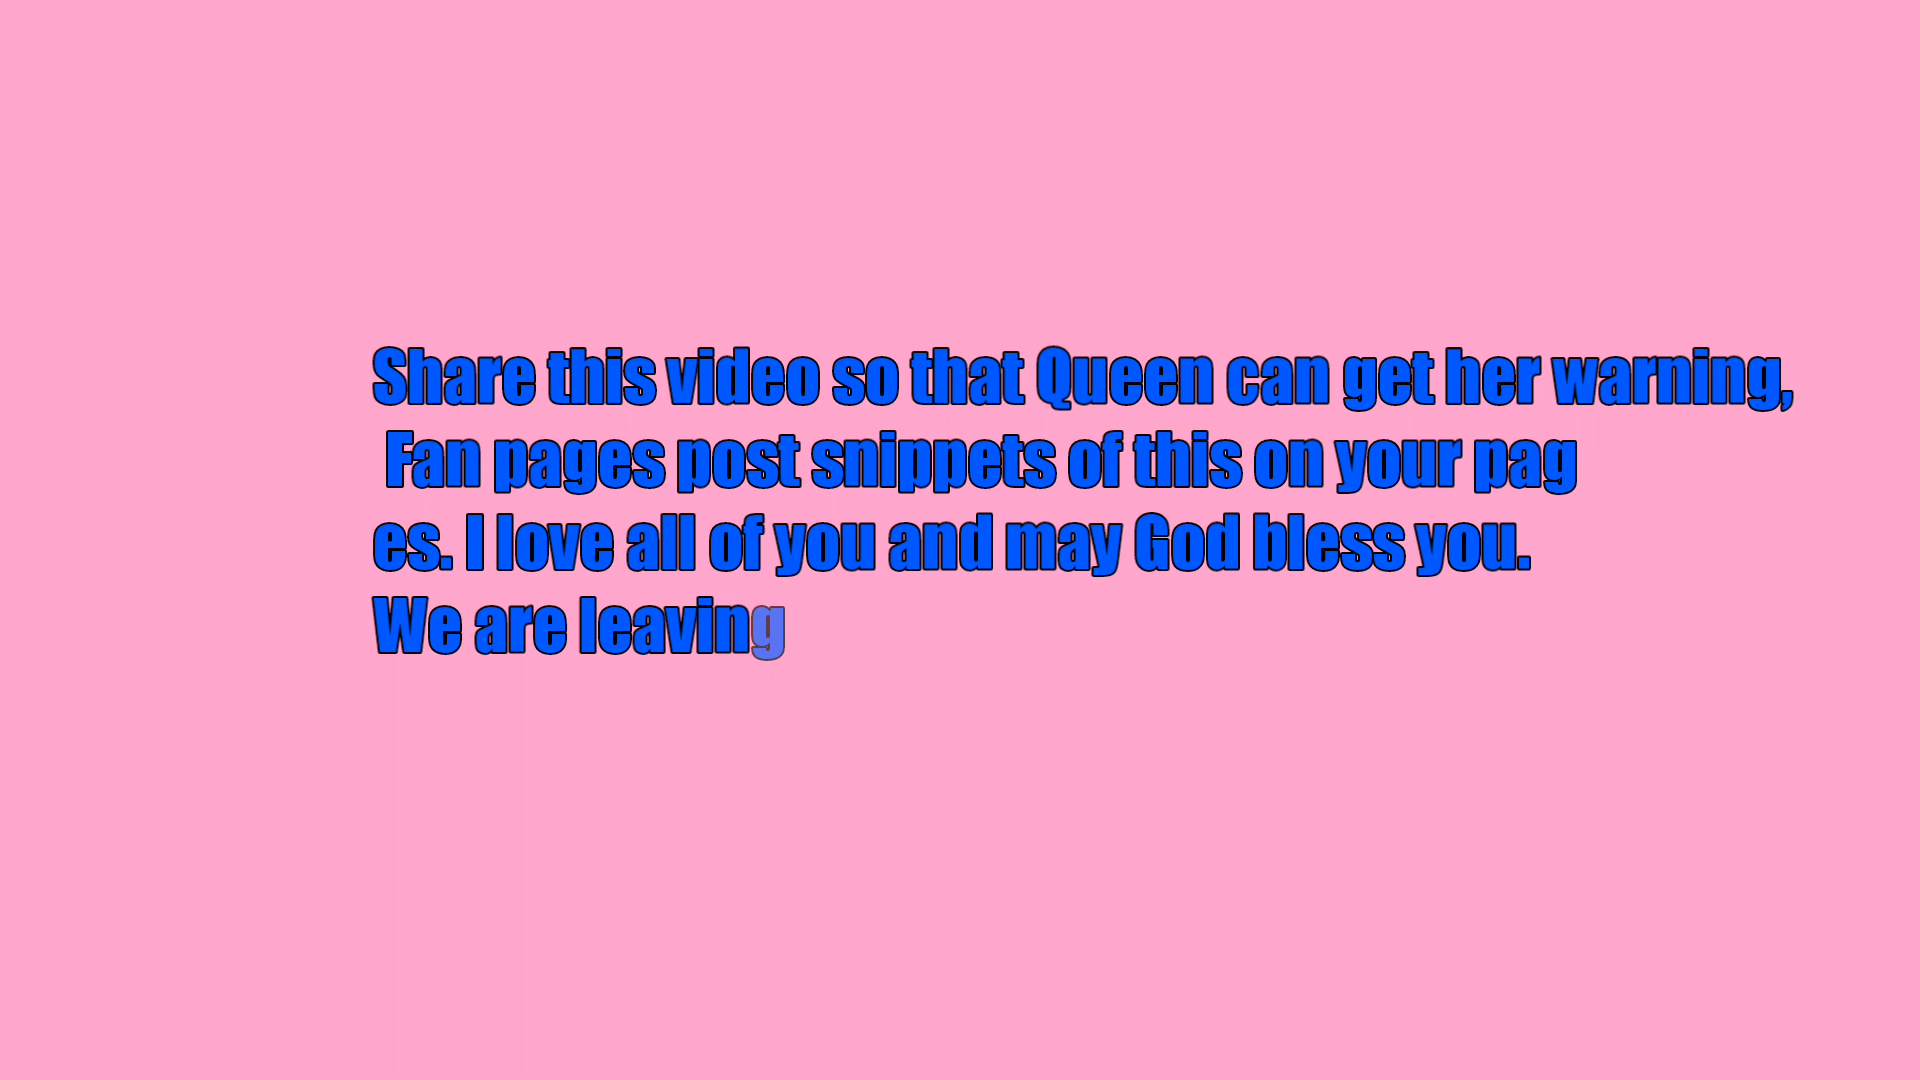 Share this video so that Queen can get her warning,
Fan pages post snippets of this on your pag
es. I love all of you and may God bless you.
We are leaving